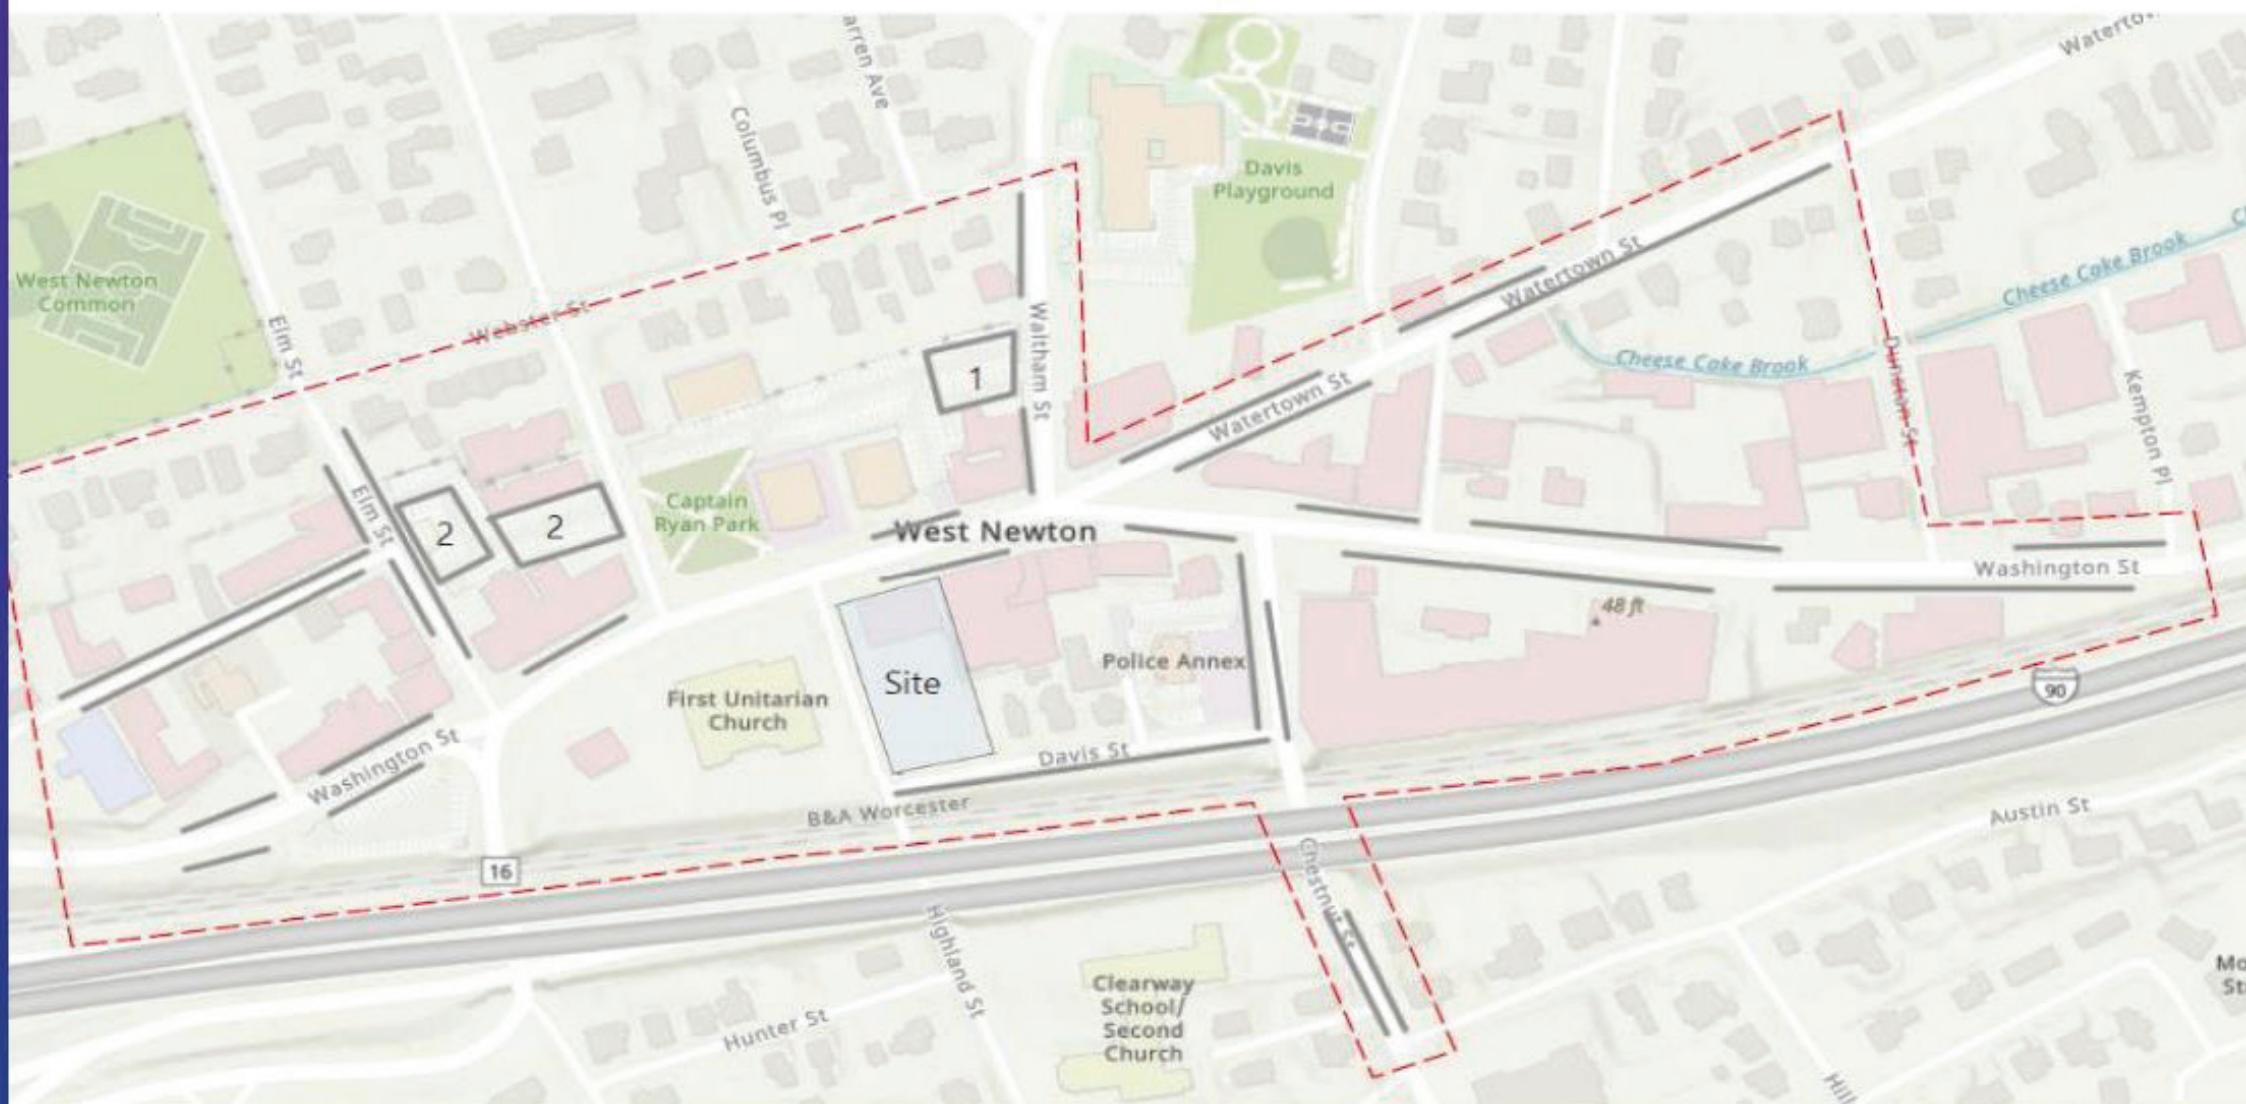 Waterto
arren Ave
Columbus Pl
Davis
Playground
West Newton
Common
Elm St
Webster St
Waltham St
1
Watertown St
Watertown St
Cheese Cake Brook
Cheese Cake Brook
Dunstan St
Kempton Pl
Elm St
2
2
Captain
Ryan Park
West Newton
Washington St
48 ft
Police Annex
Site
First Unitarian
Church
Washington St
Davis St
B&A Worcester
90
16
Austin St
Chestnut St
Highland St
Hunter St
Clearway
School/
Second
Church
Mo
St
Hill